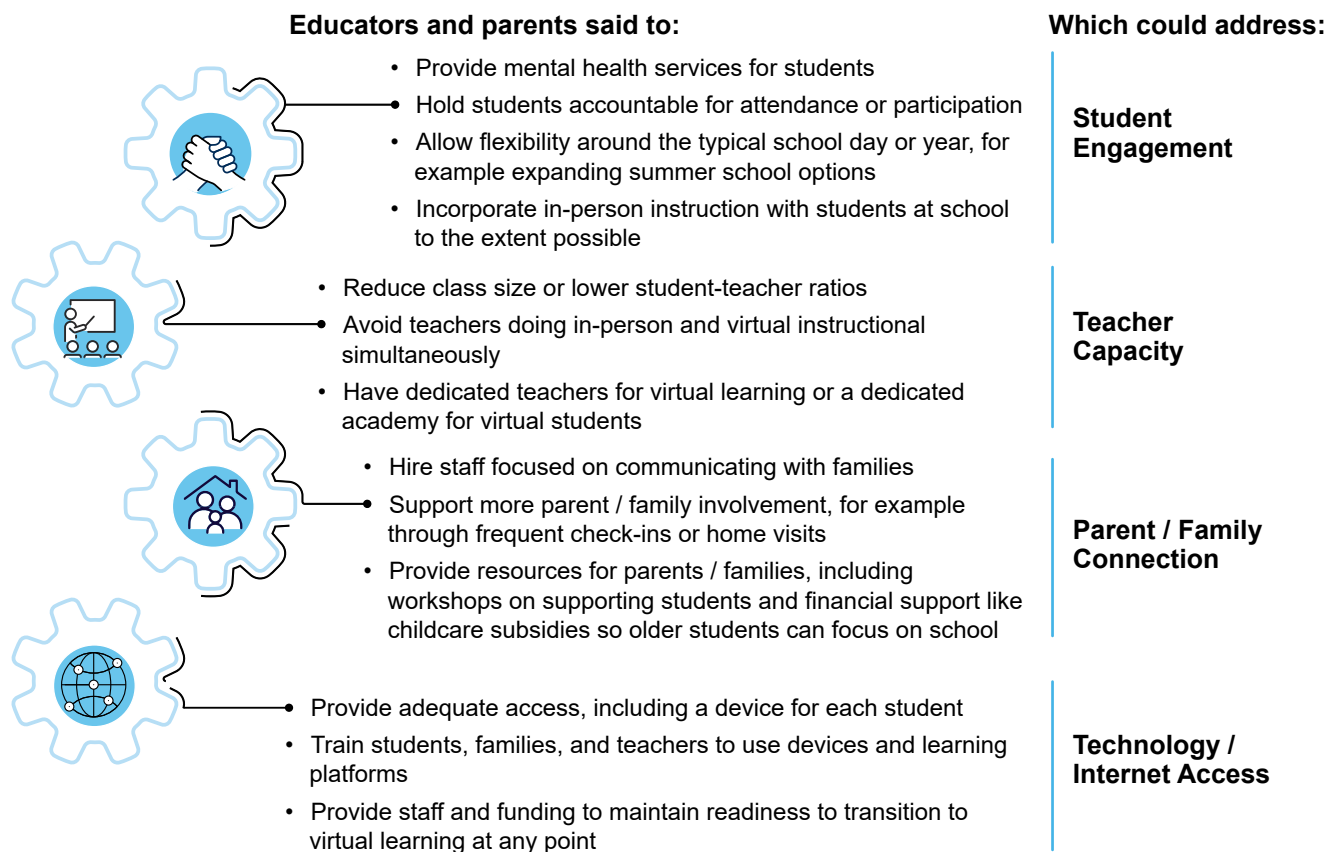 Educators and parents said to:
Which could address:
• Provide mental health services for students
• Hold students accountable for attendance or participation
• Allow flexibility around the typical school day or year, for
example expanding summer school options
• Incorporate in-person instruction with students at school
to the extent possible
Student
Engagement
• Reduce class size or lower student-teacher ratios
• Avoid teachers doing in-person and virtual instructional
simultaneously
• Have dedicated teachers for virtual learning or a dedicated
academy for virtual students
Teacher
Capacity
• Hire staff focused on communicating with families
• Support more parent / family involvement, for example
through frequent check-ins or home visits
• Provide resources for parents / families, including
workshops on supporting students and financial support like
childcare subsidies so older students can focus on school
Parent / Family
Connection
• Provide adequate access, including a device for each student
• Train students, families, and teachers to use devices and learning
platforms
• Provide staff and funding to maintain readiness to transition to
virtual learning at any point
Technology /
Internet Access